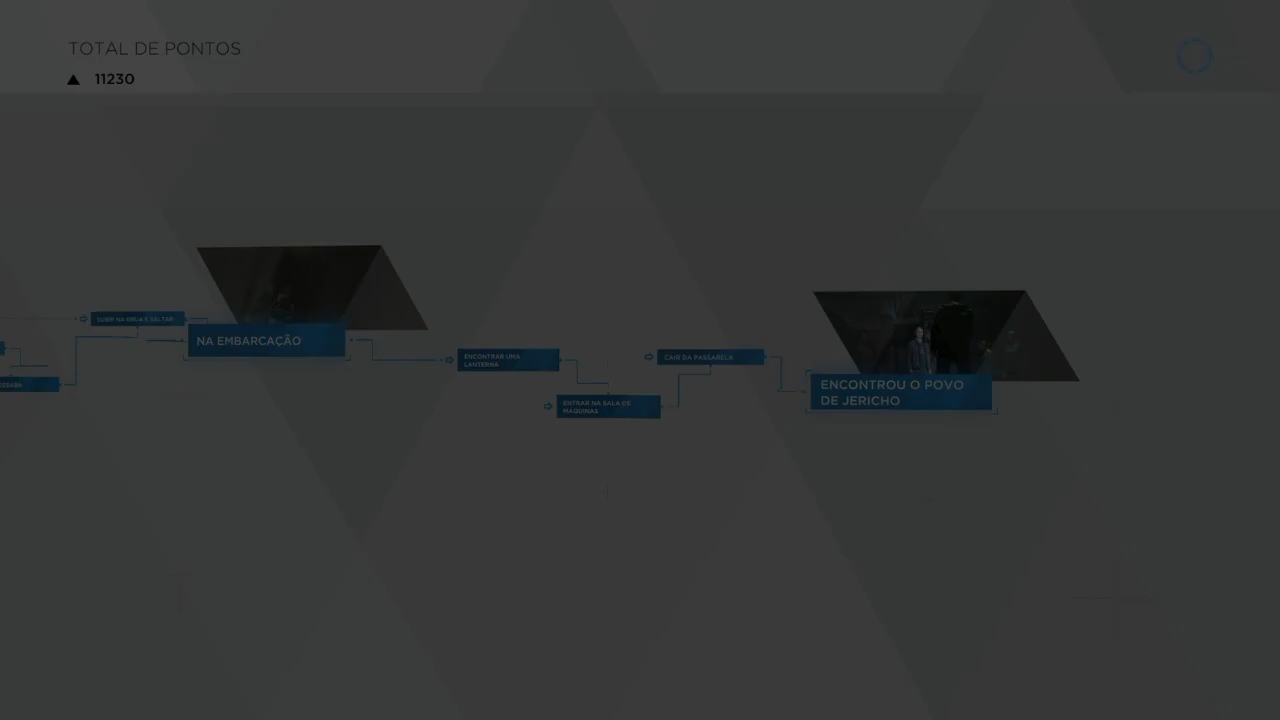 TOTAL DE PONTOS
11230
SUBIR NA GRUA E SALTAR
NA EMBARCAÇÃO
ENCONTRAR UMA
LANTERNA
ENTRAR NA SALA DE
MÁQUINAS
CAIR DA PASSARELA
ENCONTROU O POVO
DE JERICHO